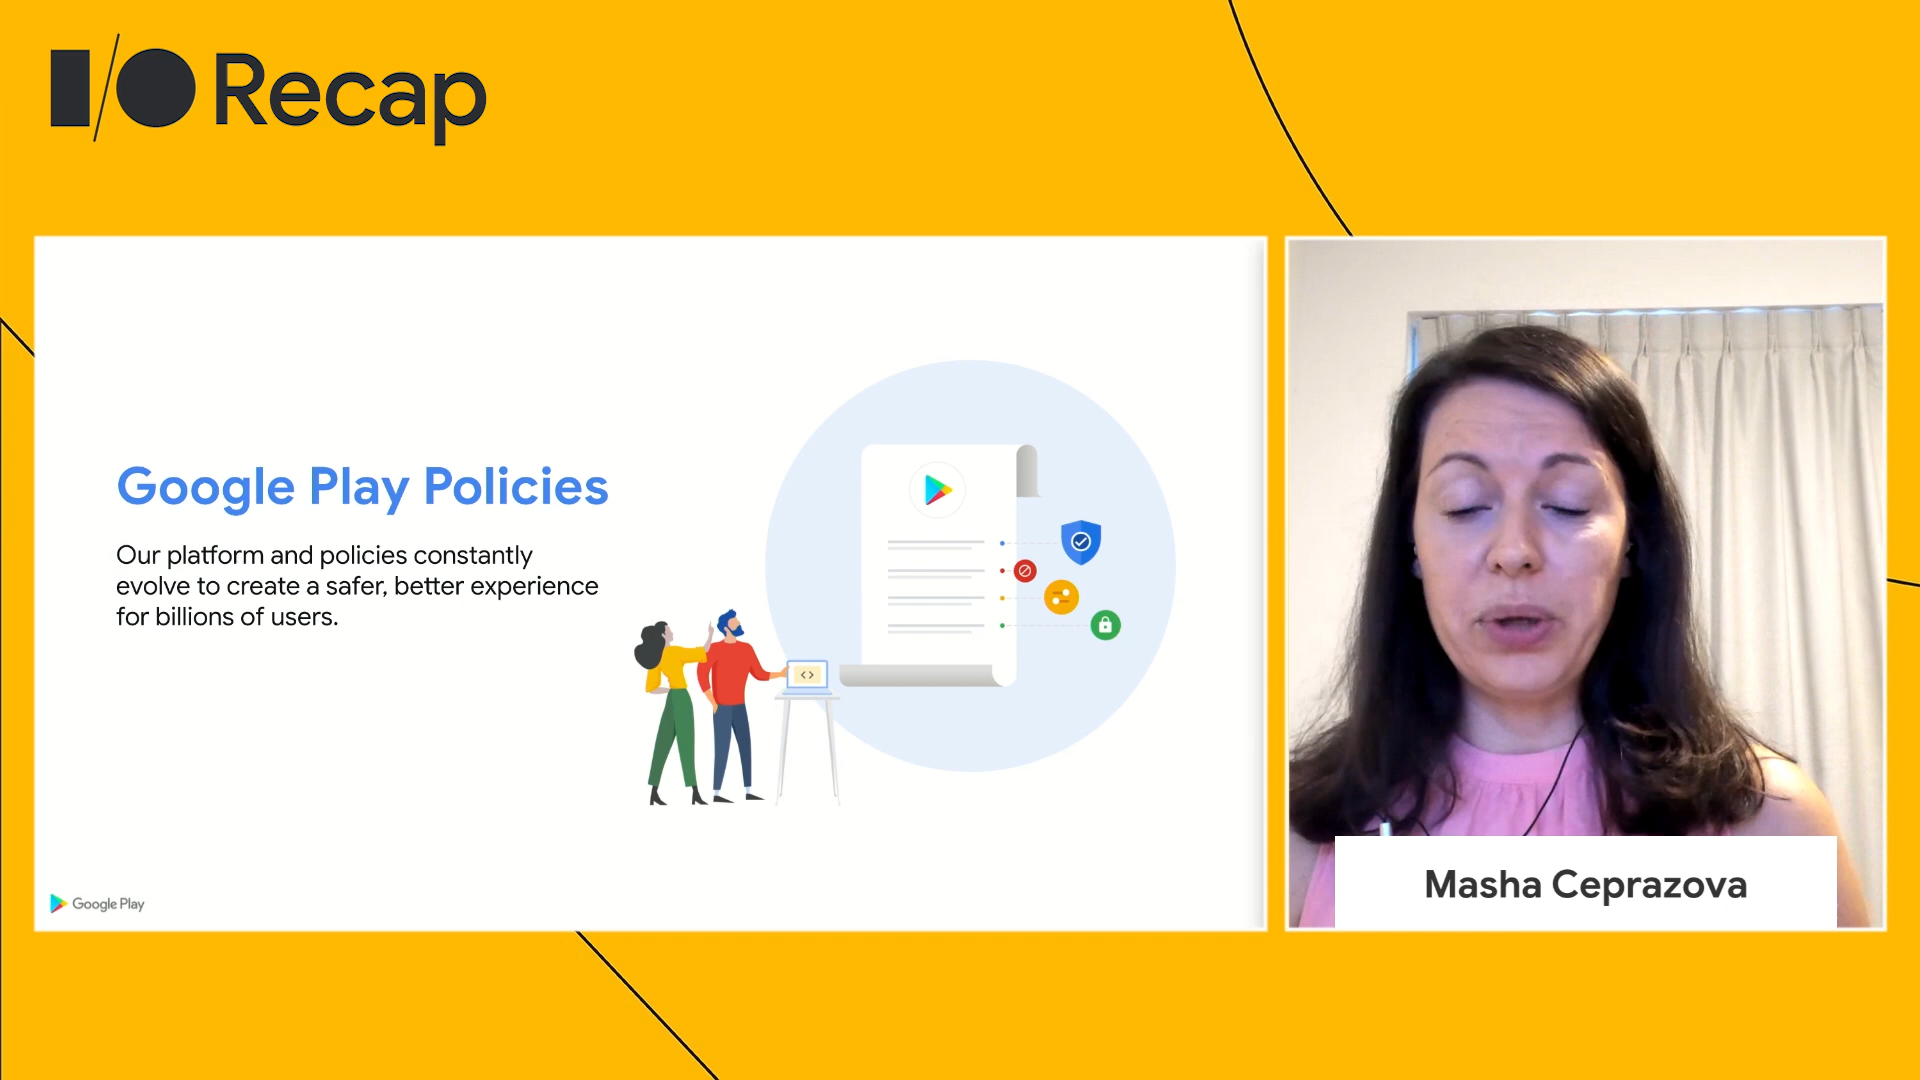 I/O Recap
Google Play Policies
Our platform and policies constantly
evolve to create a safer, better experience
for billions of users.
<>
Google Play
Masha Ceprazova